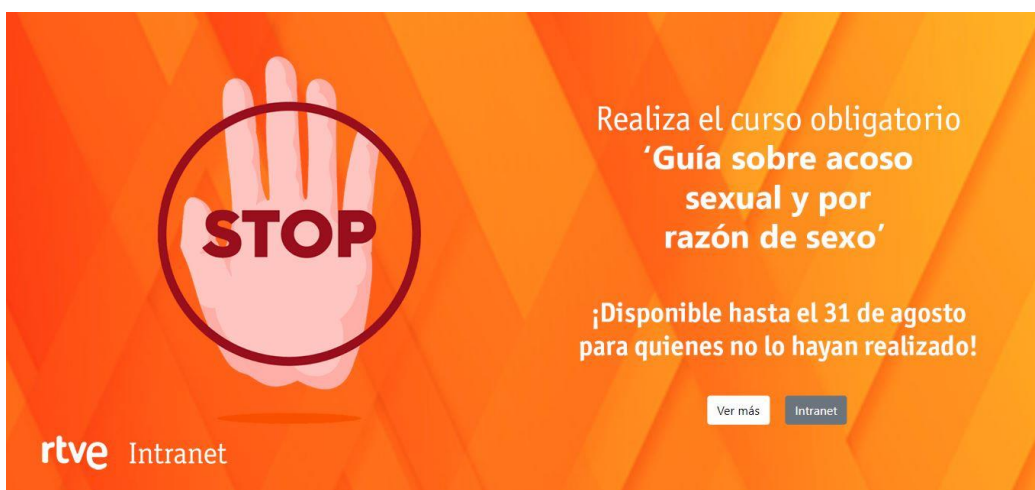 STOP
Realiza el curso obligatorio
‘Guía sobre acoso
sexual y por
razón de sexo’
¡Disponible hasta el 31 de agosto
para quienes no lo hayan realizado!
Ver más Intranet
rtve Intranet